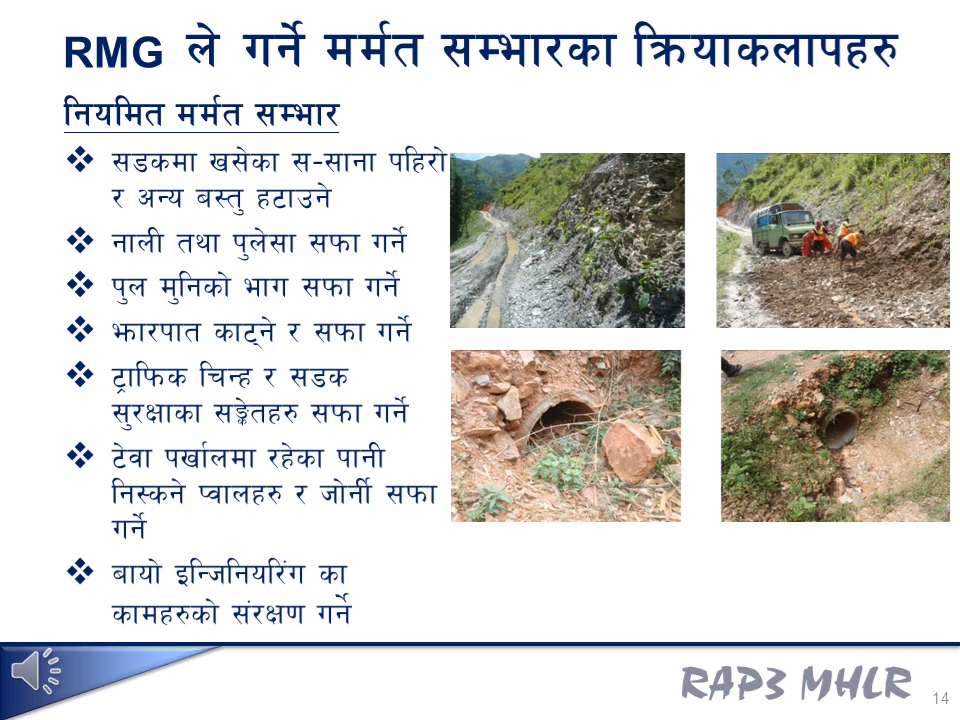 RMG ले गर्ने मर्मत सम्भारका क्रियाकलापहरु
नियमित मर्मत सम्भार
❖ सडकमा खसेका स-साना पहिरो
र अन्य बस्तु हटाउने
❖ नाली तथा पुलेसा सफा गर्ने
❖ पुल मुनिको भाग सफा गर्ने
❖ झारपात काट्ने र सफा गर्ने
❖ ट्राफिक चिन्ह र सडक
सुरक्षाका सङ्केतहरु सफा गर्ने
❖ टेवा पर्खालमा रहेका पानी
निस्कने प्वालहरु र जोर्नी सफा
गर्ने
❖ बायो इन्जिनियरिंग का
कामहरुको संरक्षण गर्ने
RAP3 MHLR
14